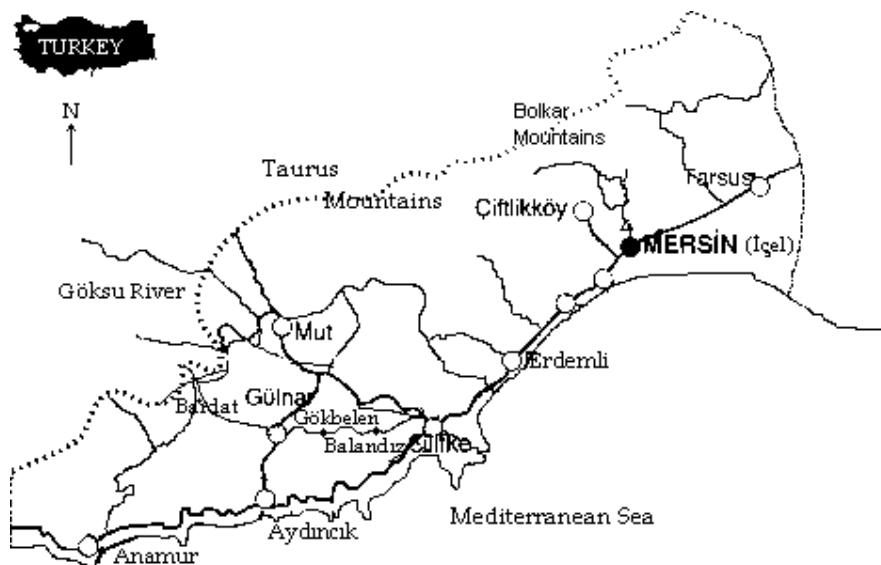 TURKEY
N
Bolkar
Mountains
Taurus
Mountains
Tarsus
Çiftlikköy
MERSİN (İçel)
Göksu River
Mut
Erdemli
Bardat
Gülnar
Gökbelen
Balandız
Silifke
Mediterranean Sea
Aydıncık
Anamur